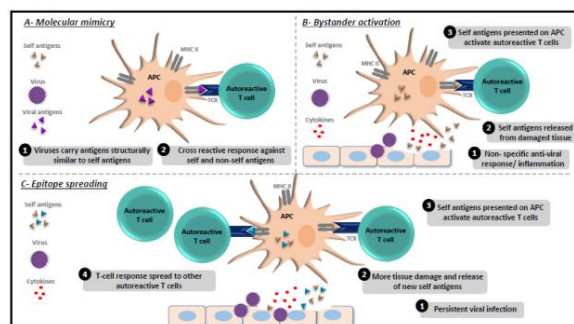 A- Molecular mimicry
Self antigens
Virus
Viral antigens
MHC II
APC
TCR
Autoreactive
T cell
1 Viruses carry antigens structurally
similar to self antigens
2 Cross reactive response against
self and non-self antigens
B- Bystander activation
Self antigens
Virus
Cytokines
MHC II
APC
TCR
Autoreactive
T cell
3 Self antigens presented on APC
activate autoreactive T cells
2 Self antigens released
from damaged tissue
1 Non- specific anti-viral
response/ inflammation
C- Epitope spreading
Self antigens
Virus
Cytokines
Autoreactive
T cell
Autoreactive
T cell
MHC II
APC
TCR
Autoreactive
T cell
3 Self antigens presented on APC
activate autoreactive T cells
4 T-cell response spread to other
autoreactive T cells
2 More tissue damage and release
of new self antigens
1 Persistent viral infection